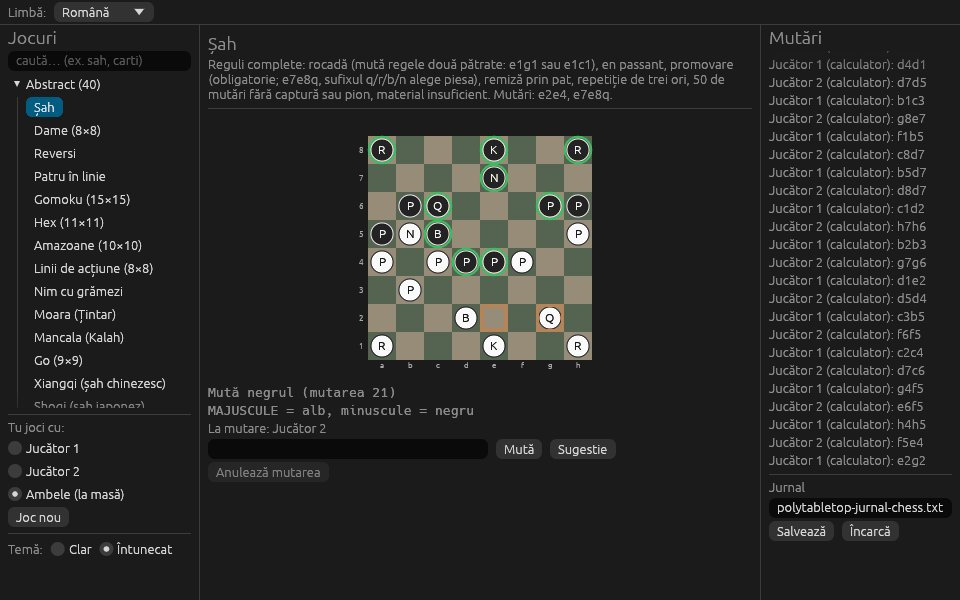 Limbă: Română
Jocuri
caută... (ex. sah, carti)
Abstract (40)
Șah
Dame (8×8)
Reversi
Patru în linie
Gomoku (15×15)
Hex (11×11)
Amazoane (10×10)
Linii de acțiune (8×8)
Nim cu grămezi
Moara (Țintar)
Mancala (Kalah)
Go (9×9)
Xiangqi (șah chinezesc)
Shogi (șah japonez)
Tu joci cu:
Jucător 1
Jucător 2
Ambele (la masă)
Joc nou
Temă: Clar Întunecat
Șah
Reguli complete: rocadă (mută regele două pătrate: e1g1 sau e1c1), en passant, promovare
(obligatorie; e7e8q, sufixul q/r/b/n alege piesa), remiză prin pat, repetiție de trei ori, 50 de
mutări fără captură sau pion, material insuficient. Mutări: e2e4, e7e8q.
8 R K R
7 N
6 P Q P P
5 P N B P
4 P P P P P
3 P
2 B Q
1 R K R
a b c d e f g h
Mută negrul (mutarea 21)
MAJUSCULE = alb, minuscule = negru
La mutare: Jucător 2
Mută Sugestie
Anulează mutarea
Mutări
Jucător 1 (calculator): d4d1
Jucător 2 (calculator): d7d5
Jucător 1 (calculator): b1c3
Jucător 2 (calculator): g8e7
Jucător 1 (calculator): f1b5
Jucător 2 (calculator): c8d7
Jucător 1 (calculator): b5d7
Jucător 2 (calculator): d8d7
Jucător 1 (calculator): c1d2
Jucător 2 (calculator): h7h6
Jucător 1 (calculator): b2b3
Jucător 2 (calculator): g7g6
Jucător 1 (calculator): d1e2
Jucător 2 (calculator): d5d4
Jucător 1 (calculator): c3b5
Jucător 2 (calculator): f6f5
Jucător 1 (calculator): c2c4
Jucător 2 (calculator): d7c6
Jucător 1 (calculator): g4f5
Jucător 2 (calculator): e6f5
Jucător 1 (calculator): h4h5
Jucător 2 (calculator): f5e4
Jucător 1 (calculator): e2g2
Jurnal
polytabletop-jurnal-chess.txt
Salvează Încarcă